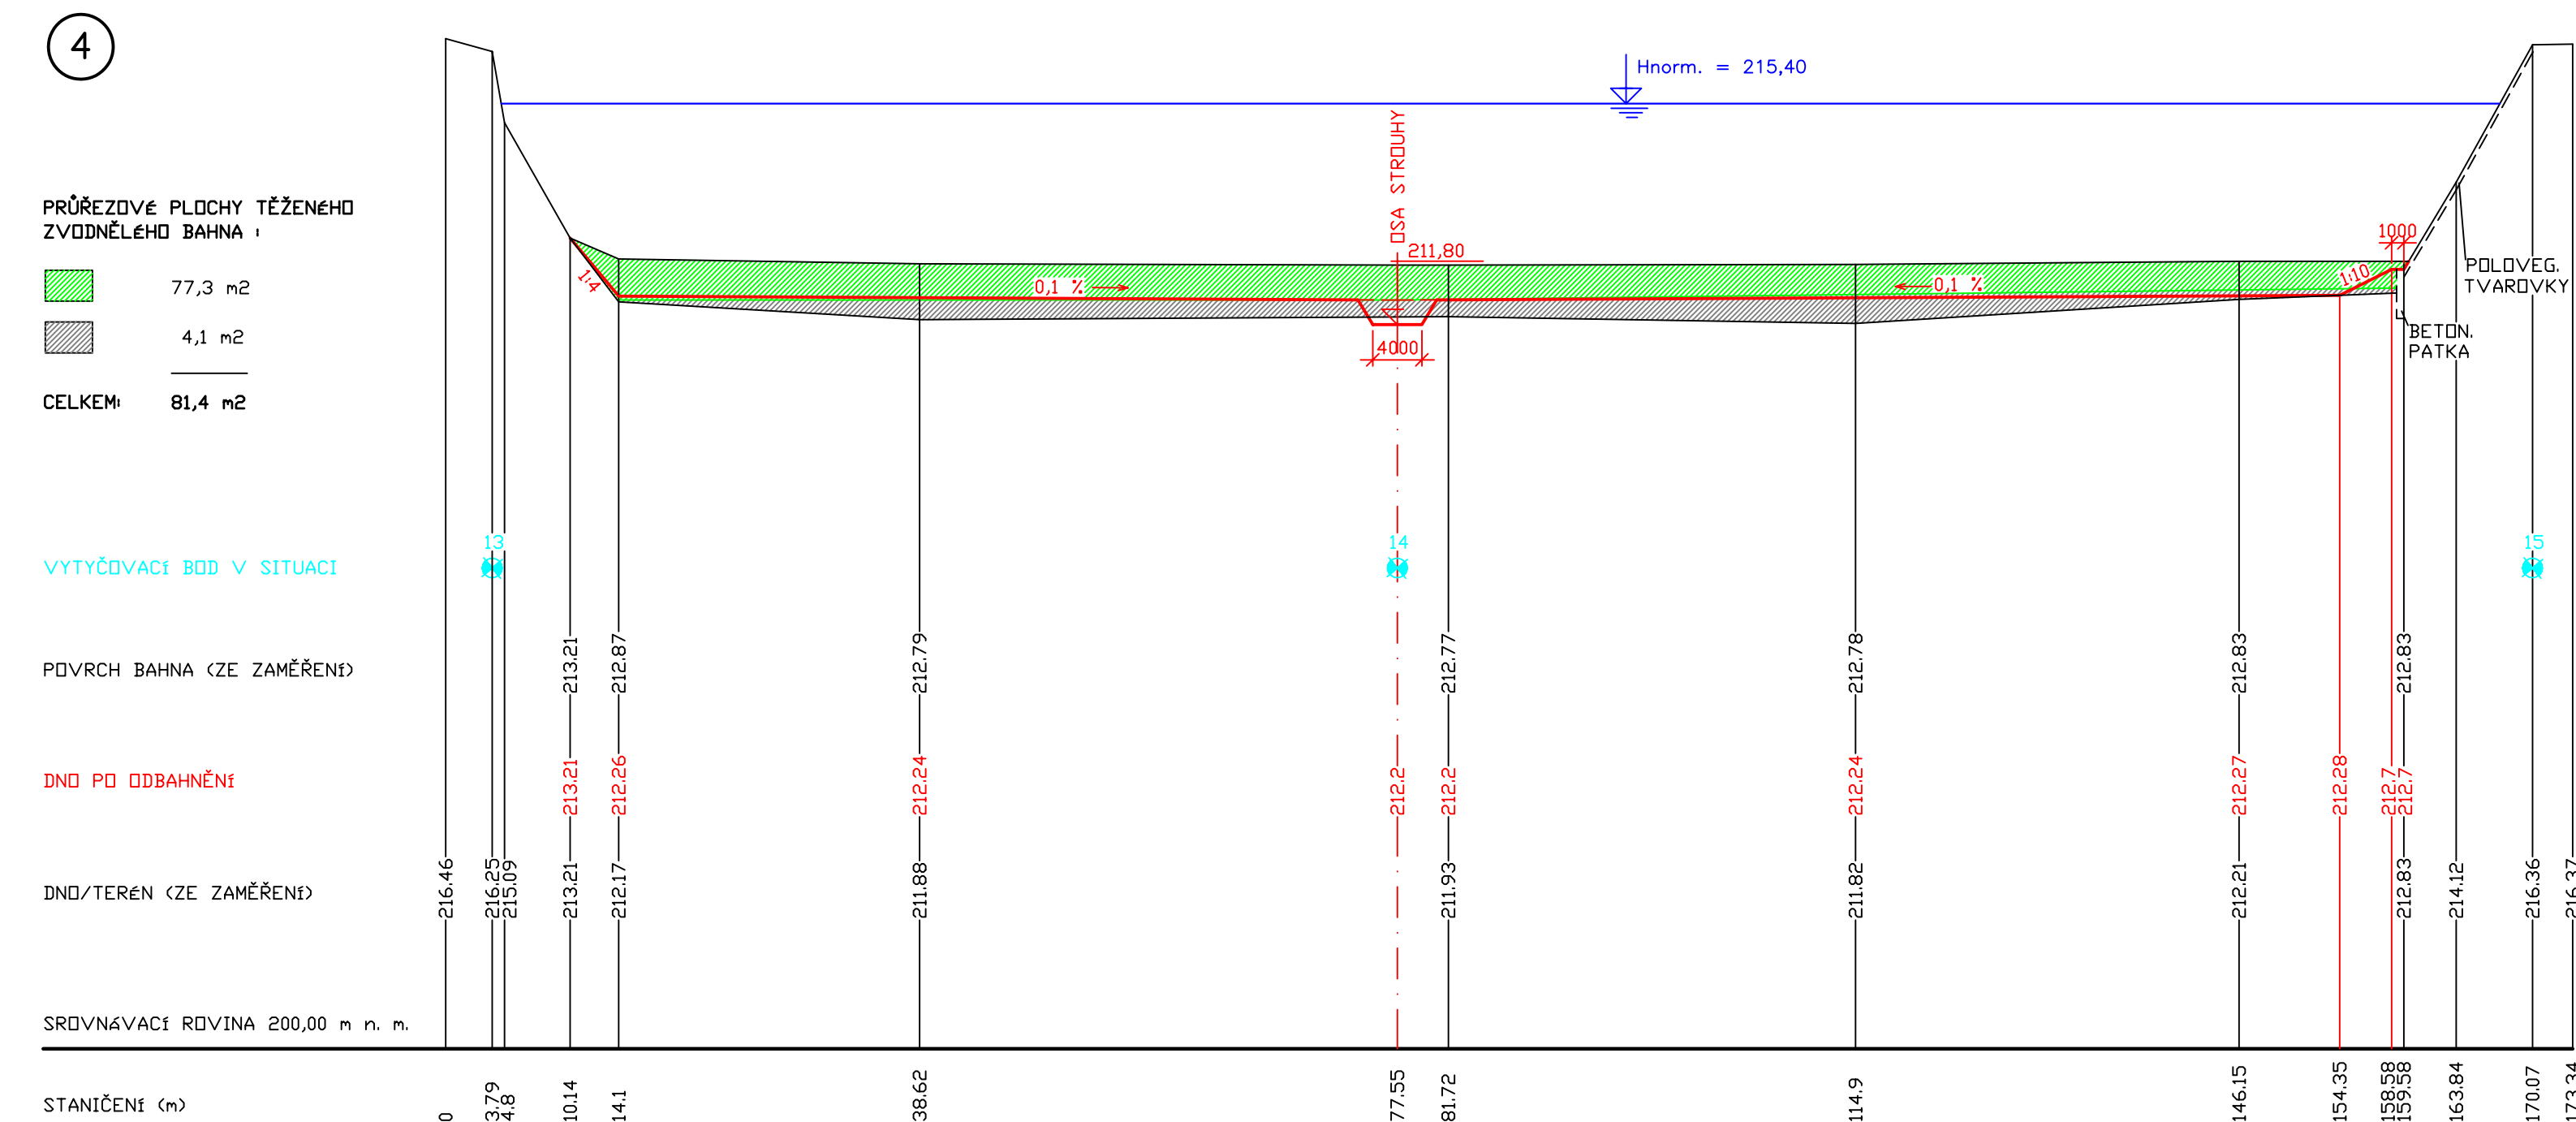 4
Hnorm. = 215,40
OSA STROUHY
PRŮŘEZOVÉ PLOCHY TĚŽENÉHO
ZVODNĚLÉHO BAHNA :
77,3 m2
4,1 m2
CELKEM: 81,4 m2
211,80
1:4
0,1 %
0,1 %
1:10
1000
4000
POLOVEG.
TVAROVKY
BETON.
PATKA
13 14 15
VYTYČOVACÍ BOD V SITUACI
POVRCH BAHNA (ZE ZAMĚŘENÍ) 213.21 212.87 212.79 212.77 212.78 212.83 212.83
DNO PO ODBAHNĚNÍ 213.21 212.26 212.24 212.2 212.2 212.24 212.27 212.28 212.7 212.7
DNO/TERÉN (ZE ZAMĚŘENÍ) 216.46 216.25 215.09 213.21 212.17 211.88 211.93 211.82 212.21 212.83 214.12 216.36 216.37
SROVNÁVACÍ ROVINA 200,00 m n. m.
STANIČENÍ (m) 0 3.79 4.8 10.14 14.1 38.62 77.55 81.72 114.9 146.15 154.35 158.58 159.58 163.84 170.07 173.34